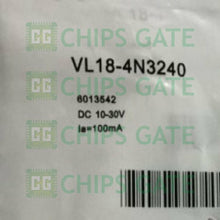 CHIPS GATE
VL18-4N3240
6013542
DC 10-30V
CHIPS GATE
Ia=100mA
CHIPS GATE